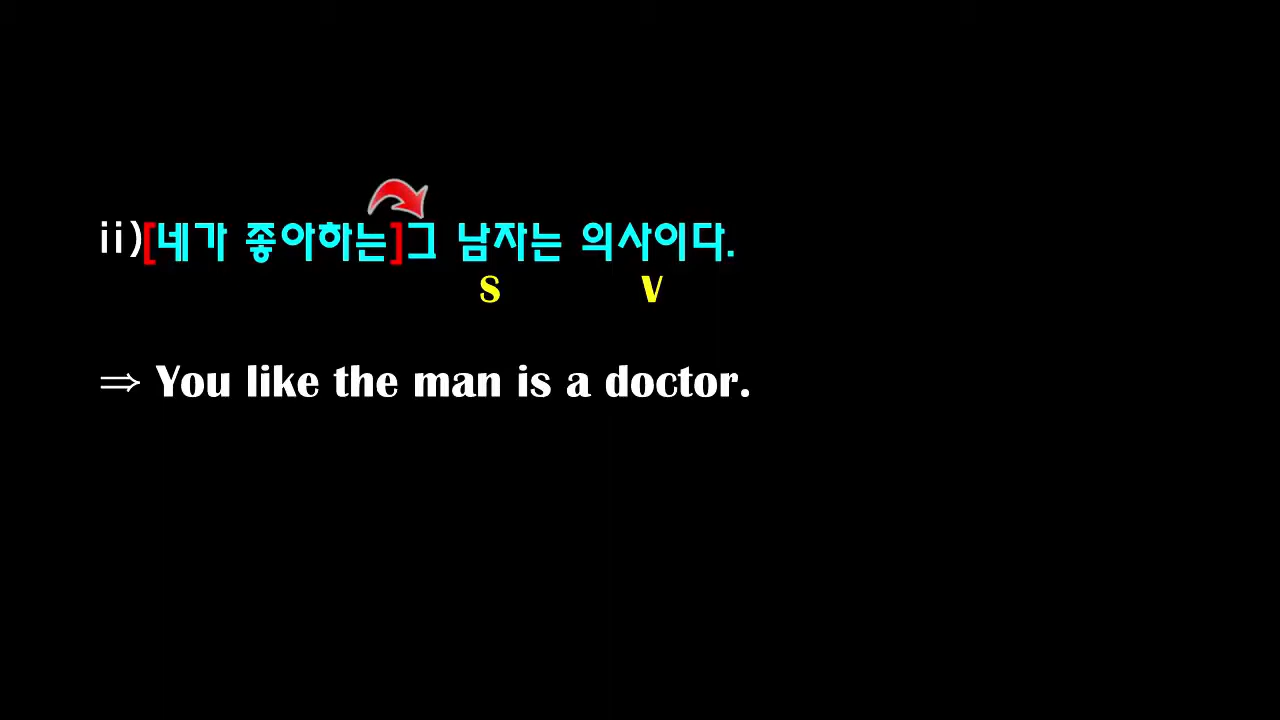 ii)[네가 좋아하는]그 남자는 의사이다.
S V
⇒ You like the man is a doctor.